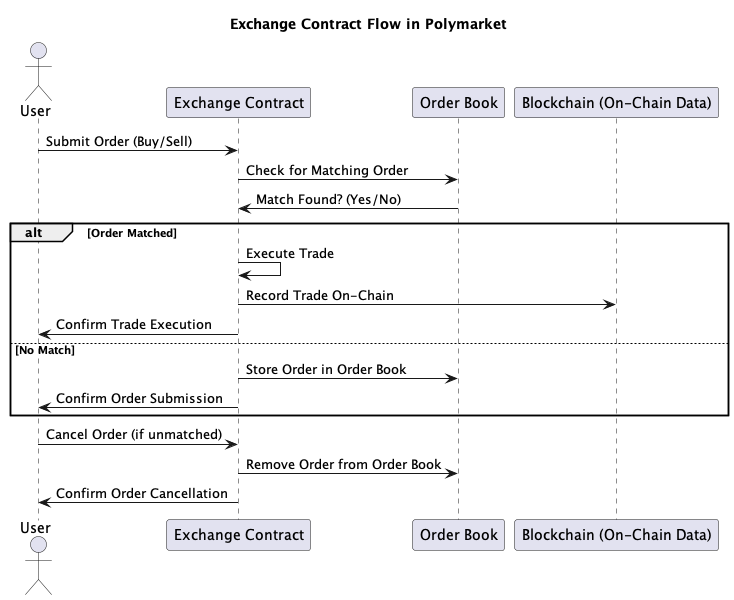 Exchange Contract Flow in Polymarket
User
Exchange Contract
Order Book
Blockchain (On-Chain Data)
Submit Order (Buy/Sell)
Check for Matching Order
Match Found? (Yes/No)
alt
[Order Matched]
Execute Trade
Record Trade On-Chain
Confirm Trade Execution
[No Match]
Store Order in Order Book
Confirm Order Submission
Cancel Order (if unmatched)
Remove Order from Order Book
Confirm Order Cancellation
User
Exchange Contract
Order Book
Blockchain (On-Chain Data)